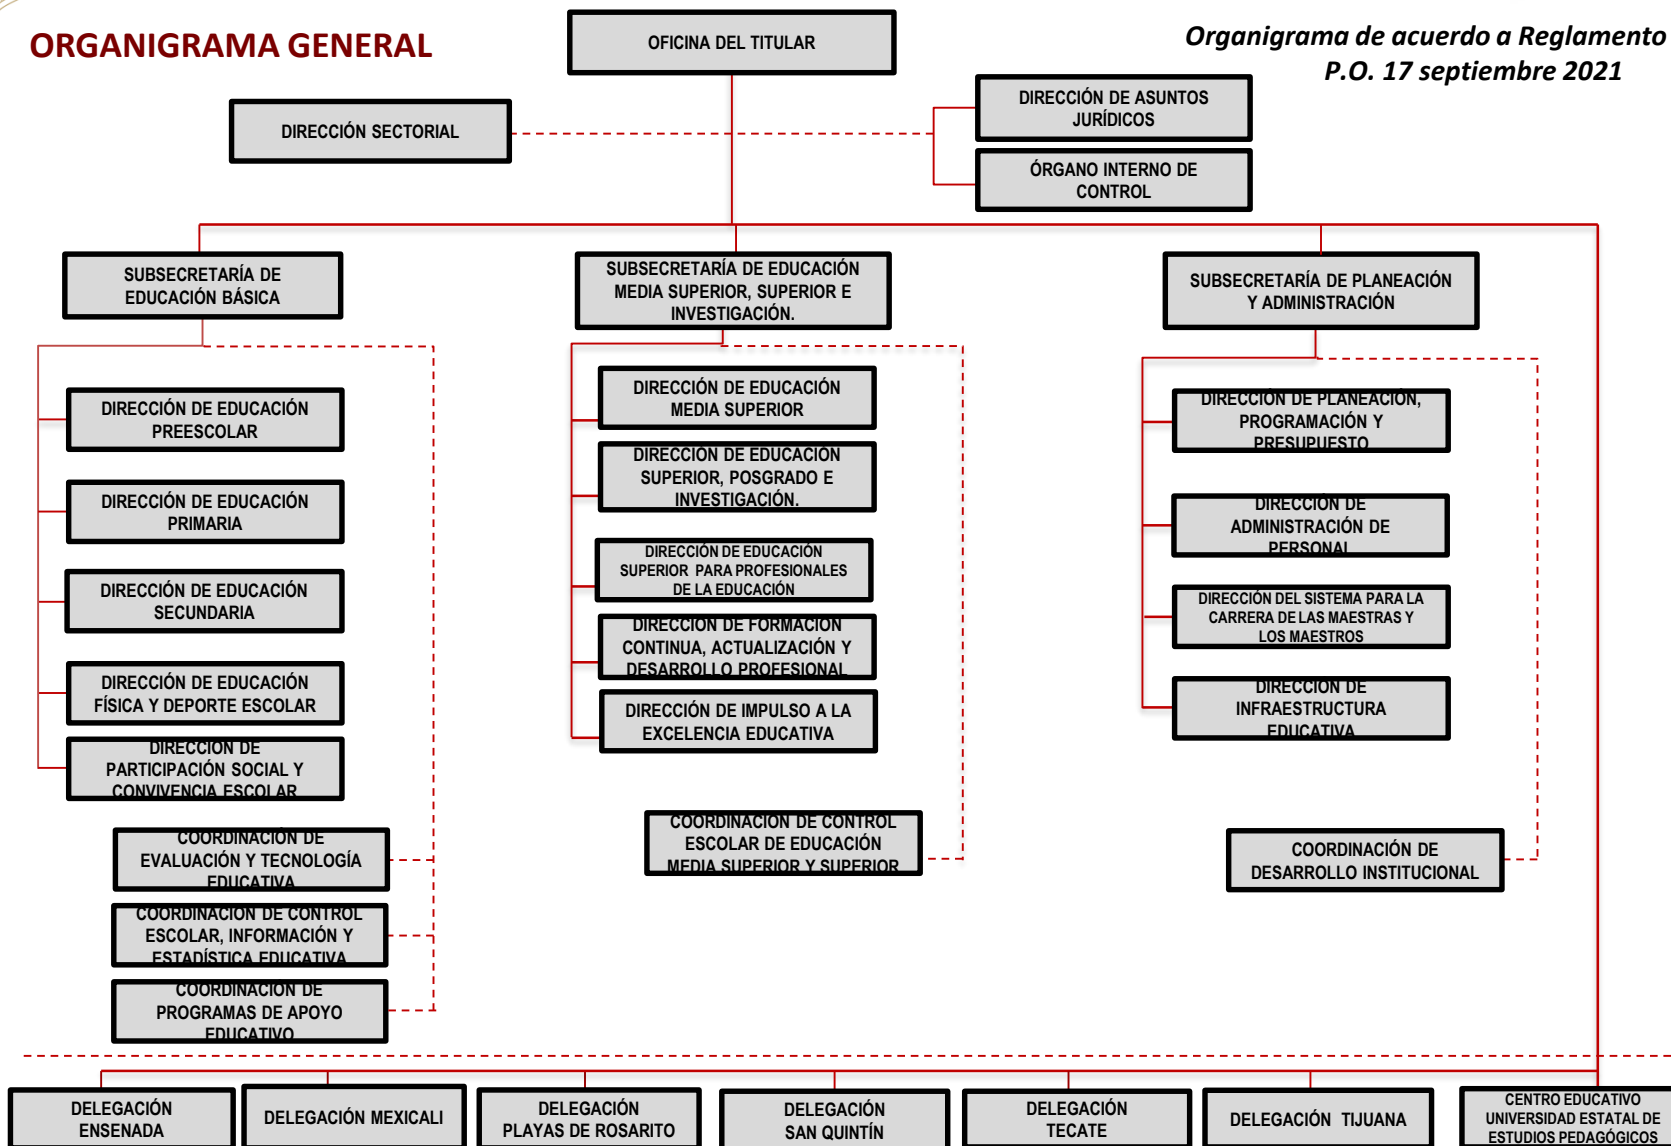 ORGANIGRAMA GENERAL
OFICINA DEL TITULAR
Organigrama de acuerdo a Reglamento
P.O. 17 septiembre 2021
DIRECCIÓN SECTORIAL
DIRECCIÓN DE ASUNTOS
JURÍDICOS
ÓRGANO INTERNO DE
CONTROL
SUBSECRETARÍA DE
EDUCACIÓN BÁSICA
SUBSECRETARÍA DE EDUCACIÓN
MEDIA SUPERIOR, SUPERIOR E
INVESTIGACIÓN.
SUBSECRETARÍA DE PLANEACIÓN
Y ADMINISTRACIÓN
DIRECCIÓN DE EDUCACIÓN
PREESCOLAR
DIRECCIÓN DE EDUCACIÓN
PRIMARIA
DIRECCIÓN DE EDUCACIÓN
SECUNDARIA
DIRECCIÓN DE EDUCACIÓN
FÍSICA Y DEPORTE ESCOLAR
DIRECCIÓN DE
PARTICIPACIÓN SOCIAL Y
CONVIVENCIA ESCOLAR
COORDINACIÓN DE
EVALUACIÓN Y TECNOLOGÍA
EDUCATIVA
COORDINACIÓN DE CONTROL
ESCOLAR, INFORMACIÓN Y
ESTADÍSTICA EDUCATIVA
COORDINACIÓN DE
PROGRAMAS DE APOYO
EDUCATIVO
DIRECCIÓN DE EDUCACIÓN
MEDIA SUPERIOR
DIRECCIÓN DE EDUCACIÓN
SUPERIOR, POSGRADO E
INVESTIGACIÓN.
DIRECCIÓN DE EDUCACIÓN
SUPERIOR PARA PROFESIONALES
DE LA EDUCACIÓN
DIRECCIÓN DE FORMACIÓN
CONTINUA, ACTUALIZACIÓN Y
DESARROLLO PROFESIONAL
DIRECCIÓN DE IMPULSO A LA
EXCELENCIA EDUCATIVA
COORDINACIÓN DE CONTROL
ESCOLAR DE EDUCACIÓN
MEDIA SUPERIOR Y SUPERIOR
DIRECCIÓN DE PLANEACIÓN,
PROGRAMACIÓN Y
PRESUPUESTO
DIRECCIÓN DE
ADMINISTRACIÓN DE
PERSONAL
DIRECCIÓN DEL SISTEMA PARA LA
CARRERA DE LAS MAESTRAS Y
LOS MAESTROS
DIRECCIÓN DE
INFRAESTRUCTURA
EDUCATIVA
COORDINACIÓN DE
DESARROLLO INSTITUCIONAL
DELEGACIÓN
ENSENADA
DELEGACIÓN MEXICALI
DELEGACIÓN
PLAYAS DE ROSARITO
DELEGACIÓN
SAN QUINTÍN
DELEGACIÓN
TECATE
DELEGACIÓN TIJUANA
CENTRO EDUCATIVO
UNIVERSIDAD ESTATAL DE
ESTUDIOS PEDAGÓGICOS